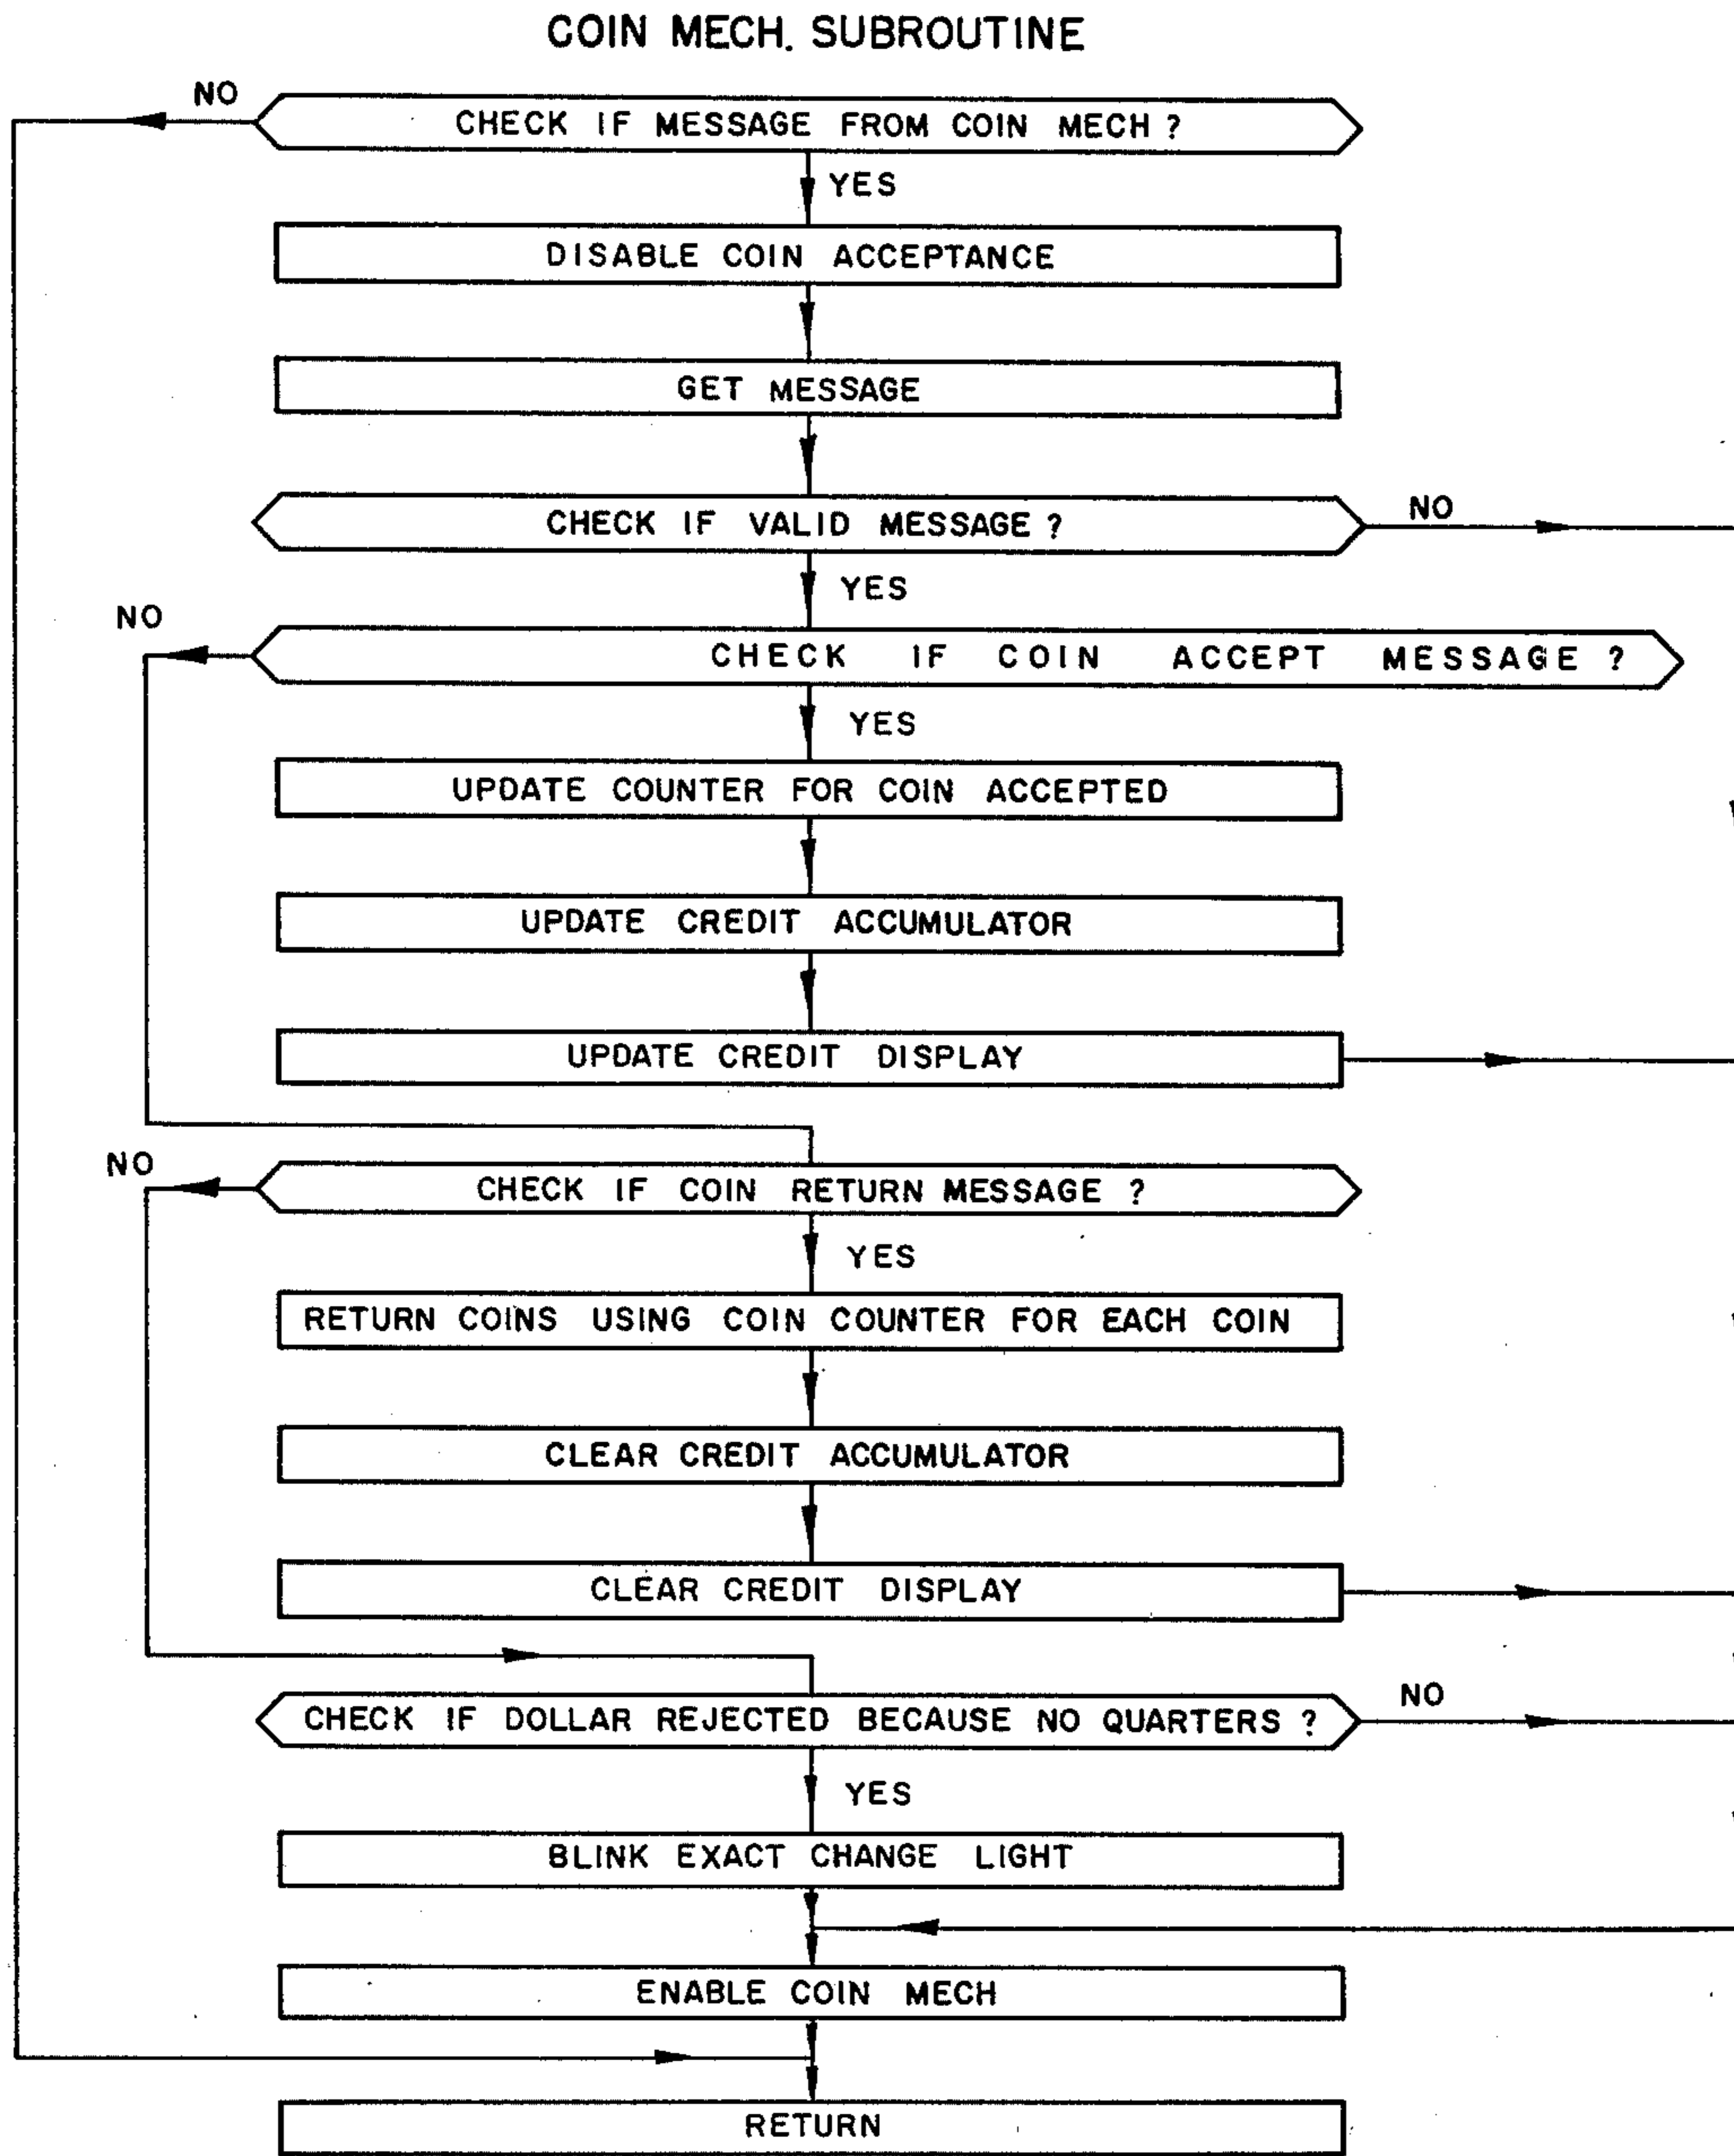 COIN MECH. SUBROUTINE
NO
CHECK IF MESSAGE FROM COIN MECH ?
YES
DISABLE COIN ACCEPTANCE
GET MESSAGE
CHECK IF VALID MESSAGE ?
NO
YES
NO
CHECK IF COIN ACCEPT MESSAGE ?
YES
UPDATE COUNTER FOR COIN ACCEPTED
UPDATE CREDIT ACCUMULATOR
UPDATE CREDIT DISPLAY
NO
CHECK IF COIN RETURN MESSAGE ?
YES
RETURN COINS USING COIN COUNTER FOR EACH COIN
CLEAR CREDIT ACCUMULATOR
CLEAR CREDIT DISPLAY
CHECK IF DOLLAR REJECTED BECAUSE NO QUARTERS ?
NO
YES
BLINK EXACT CHANGE LIGHT
ENABLE COIN MECH
RETURN